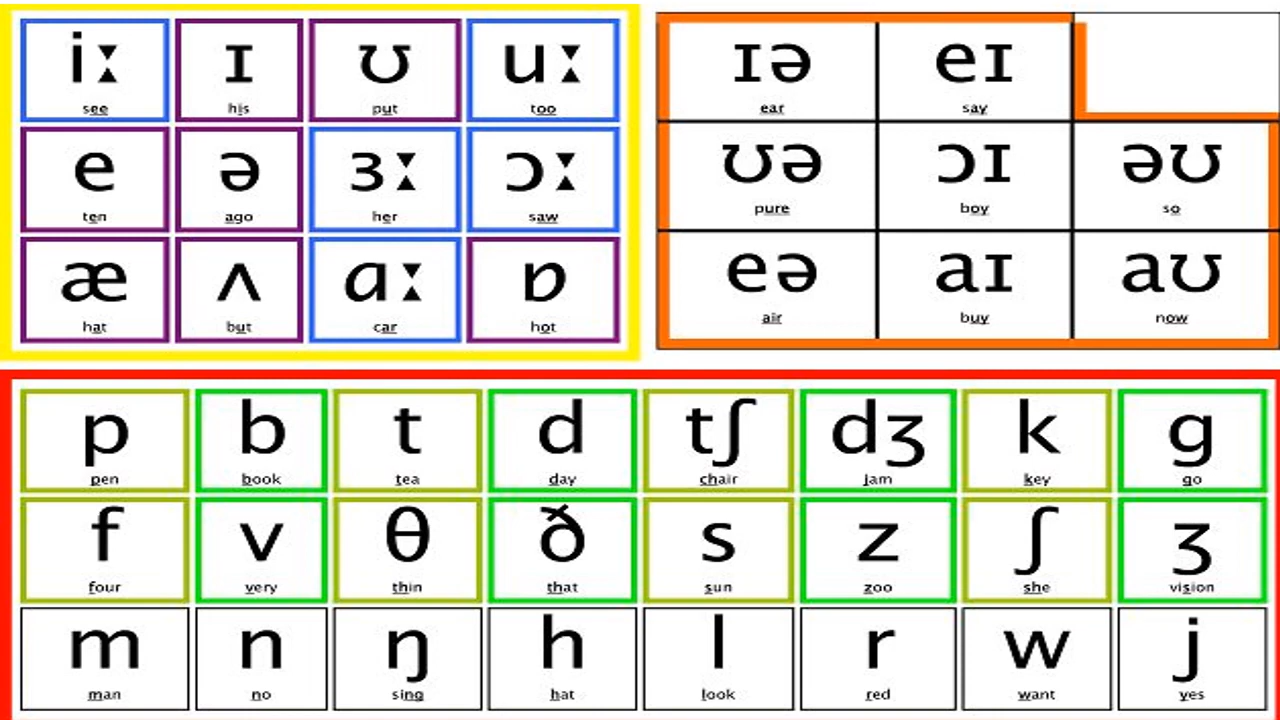 iː ɪ ʊ uː
see his put too
e ə ɜː ɔː
ten ago her saw
æ ʌ ɑː ɒ
hat but car hot
ɪə eɪ
ear say
ʊə ɔɪ əʊ
pure boy so
eə aɪ aʊ
air buy now
p b t d tʃ dʒ k g
pen book tea day chair jam key go
f v θ ð s z ʃ ʒ
four very thin that sun zoo she vision
m n ŋ h l r w j
man no sing hat look red want yes